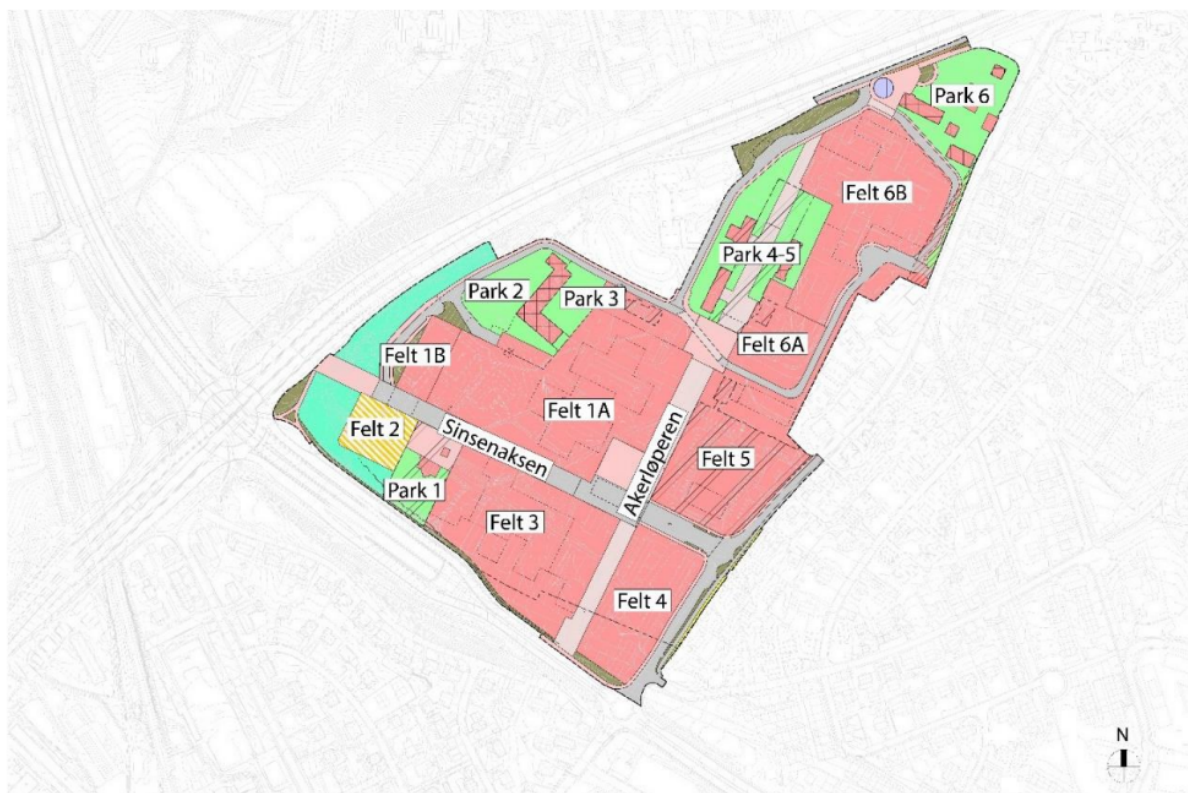 Park 6
Felt 6B
Park 4-5
Park 2
Park 3
Felt 6A
Felt 1B
Felt 1A
Felt 2
Sinsenaksen
Akerløperen
Felt 5
Park 1
Felt 3
Felt 4
N